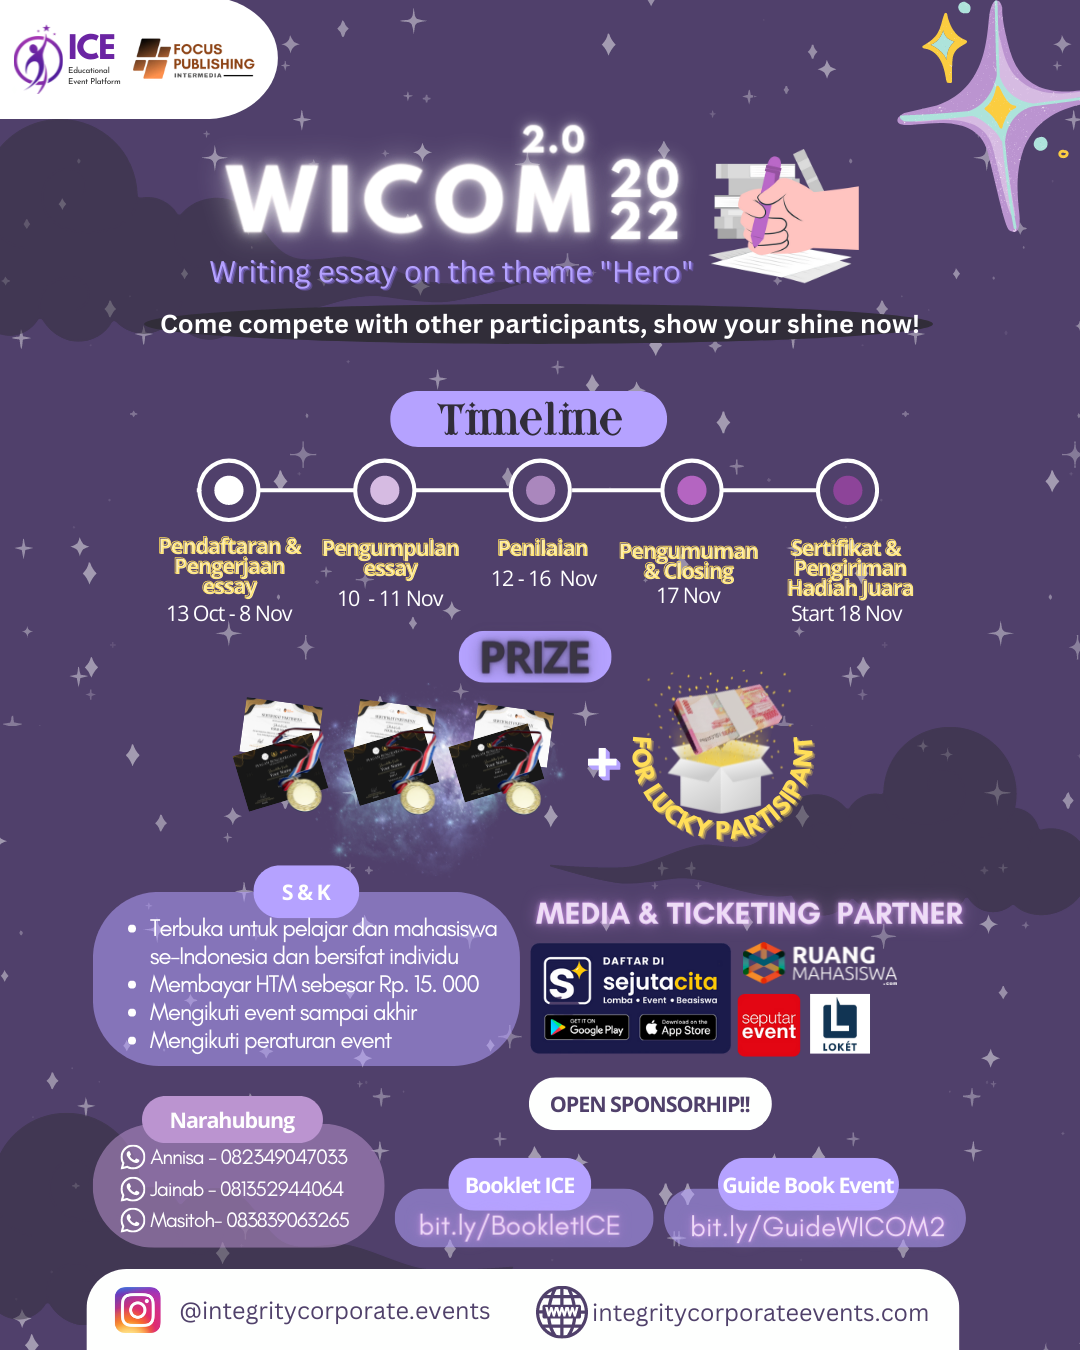 ICE
Educational
Event Platform
FOCUS
PUBLISHING
INTERMEDIA
2.0
WICOM 20
22
Writing essay on the theme "Hero"
Come compete with other participants, show your shine now!
Timeline
Pendaftaran &
Pengerjaan
essay
13 Oct - 8 Nov
Pengumpulan
essay
10 - 11 Nov
Penilaian
12 - 16 Nov
Pengumuman
& Closing
17 Nov
Sertifikat &
Pengiriman
Hadiah Juara
Start 18 Nov
PRIZE
+
FOR LUCKY PARTISIPANT
S & K
• Terbuka untuk pelajar dan mahasiswa
se-Indonesia dan bersifat individu
• Membayar HTM sebesar Rp. 15. 000
• Mengikuti event sampai akhir
• Mengikuti peraturan event
MEDIA & TICKETING PARTNER
S
DAFTAR DI
sejutacita
Lomba • Event • Beasiswa
GET IT ON
Google Play
Download on the
App Store
RUANG
MAHASISWA
.com
seputar
event
LOKÉT
OPEN SPONSORHIP!!
Narahubung
Annisa - 082349047033
Jainab - 081352944064
Masitoh- 083839063265
Booklet ICE
bit.ly/BookletICE
Guide Book Event
bit.ly/GuideWICOM2
@integritycorporate.events
WWW
integritycorporateevents.com